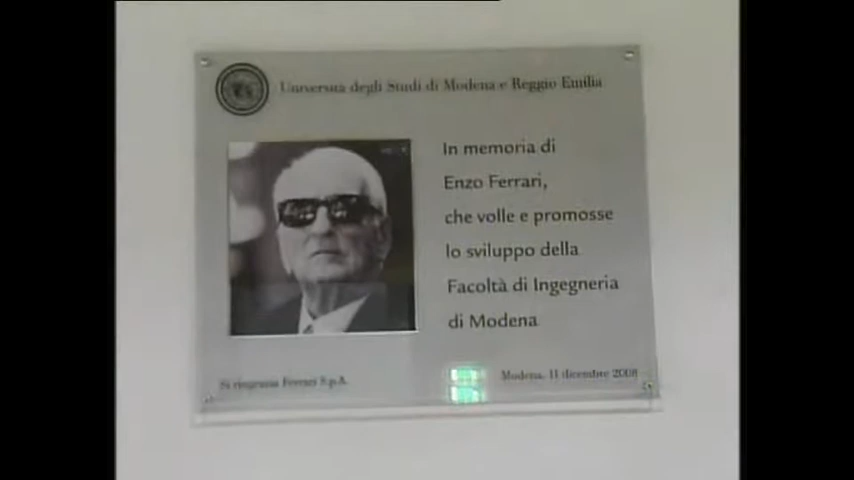 Università degli Studi di Modena e Reggio Emilia
In memoria di
Enzo Ferrari,
che volle e promosse
lo sviluppo della
Facoltà di Ingegneria
di Modena
Si ringrazia Ferrari S.p.A.
Modena, 11 dicembre 2008